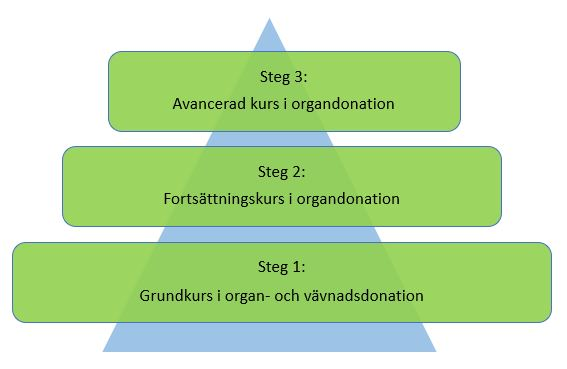 Steg 3:
Avancerad kurs i organdonation
Steg 2:
Fortsättningskurs i organdonation
Steg 1:
Grundkurs i organ- och vävnadsdonation